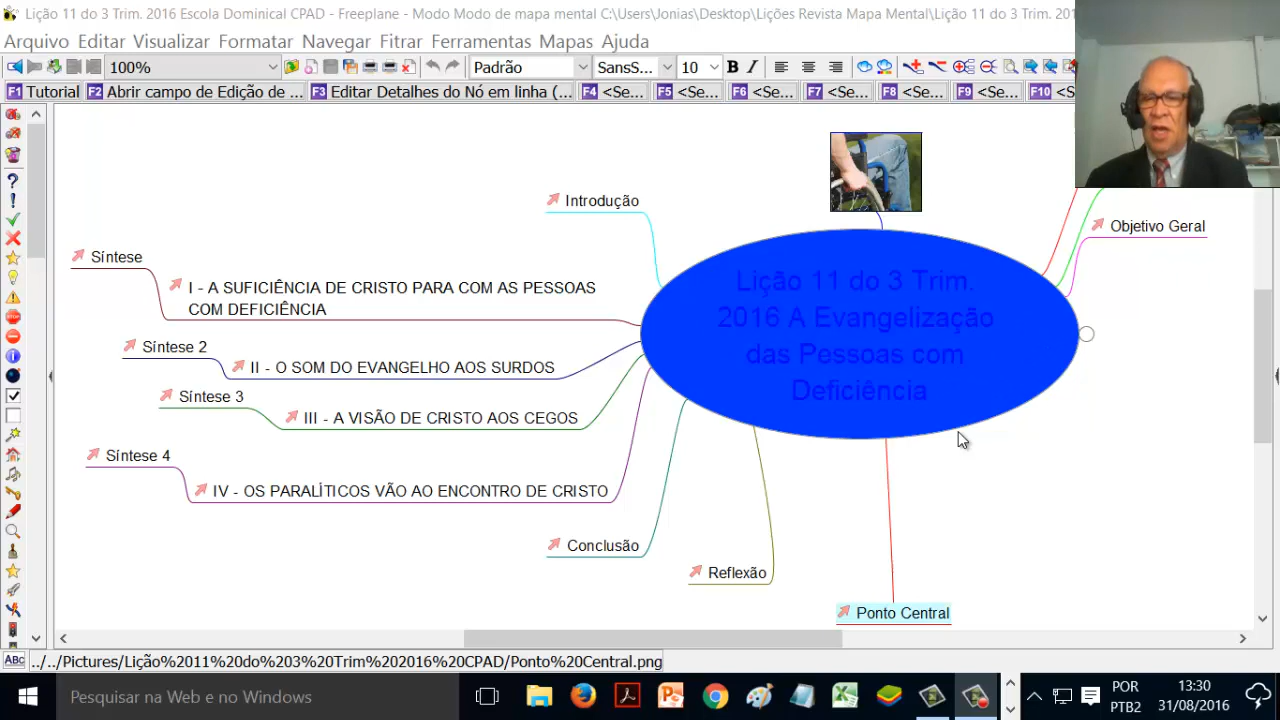 Lição 11 do 3 Trim. 2016 Escola Dominical CPAD - Freeplane - Modo Modo de mapa mental C:\Users\Jonias\Desktop\Lições Revista Mapa Mental\Lição 11 do 3 Trim. 201
Arquivo Editar Visualizar Formatar Navegar Fitrar Ferramentas Mapas Ajuda
100% Padrão SansS... 10 B I
F1 Tutorial F2 Abrir campo de Edição de ... F3 Editar Detalhes do Nó em linha (... F4 <Se... F5 <Se... F6 <Se... F7 <Se... F8 <Se... F9 <Se... F10 <S
Introdução
Objetivo Geral
Síntese
I - A SUFICIÊNCIA DE CRISTO PARA COM AS PESSOAS
COM DEFICIÊNCIA
Lição 11 do 3 Trim.
2016 A Evangelização
das Pessoas com
Deficiência
Síntese 2
II - O SOM DO EVANGELHO AOS SURDOS
Síntese 3
III - A VISÃO DE CRISTO AOS CEGOS
Síntese 4
IV - OS PARALÍTICOS VÃO AO ENCONTRO DE CRISTO
Conclusão
Reflexão
Ponto Central
ABC ../../Pictures/Lição%2011%20do%203%20Trim%202016%20CPAD/Ponto%20Central.png
Pesquisar na Web e no Windows
POR
PTB2
13:30
31/08/2016